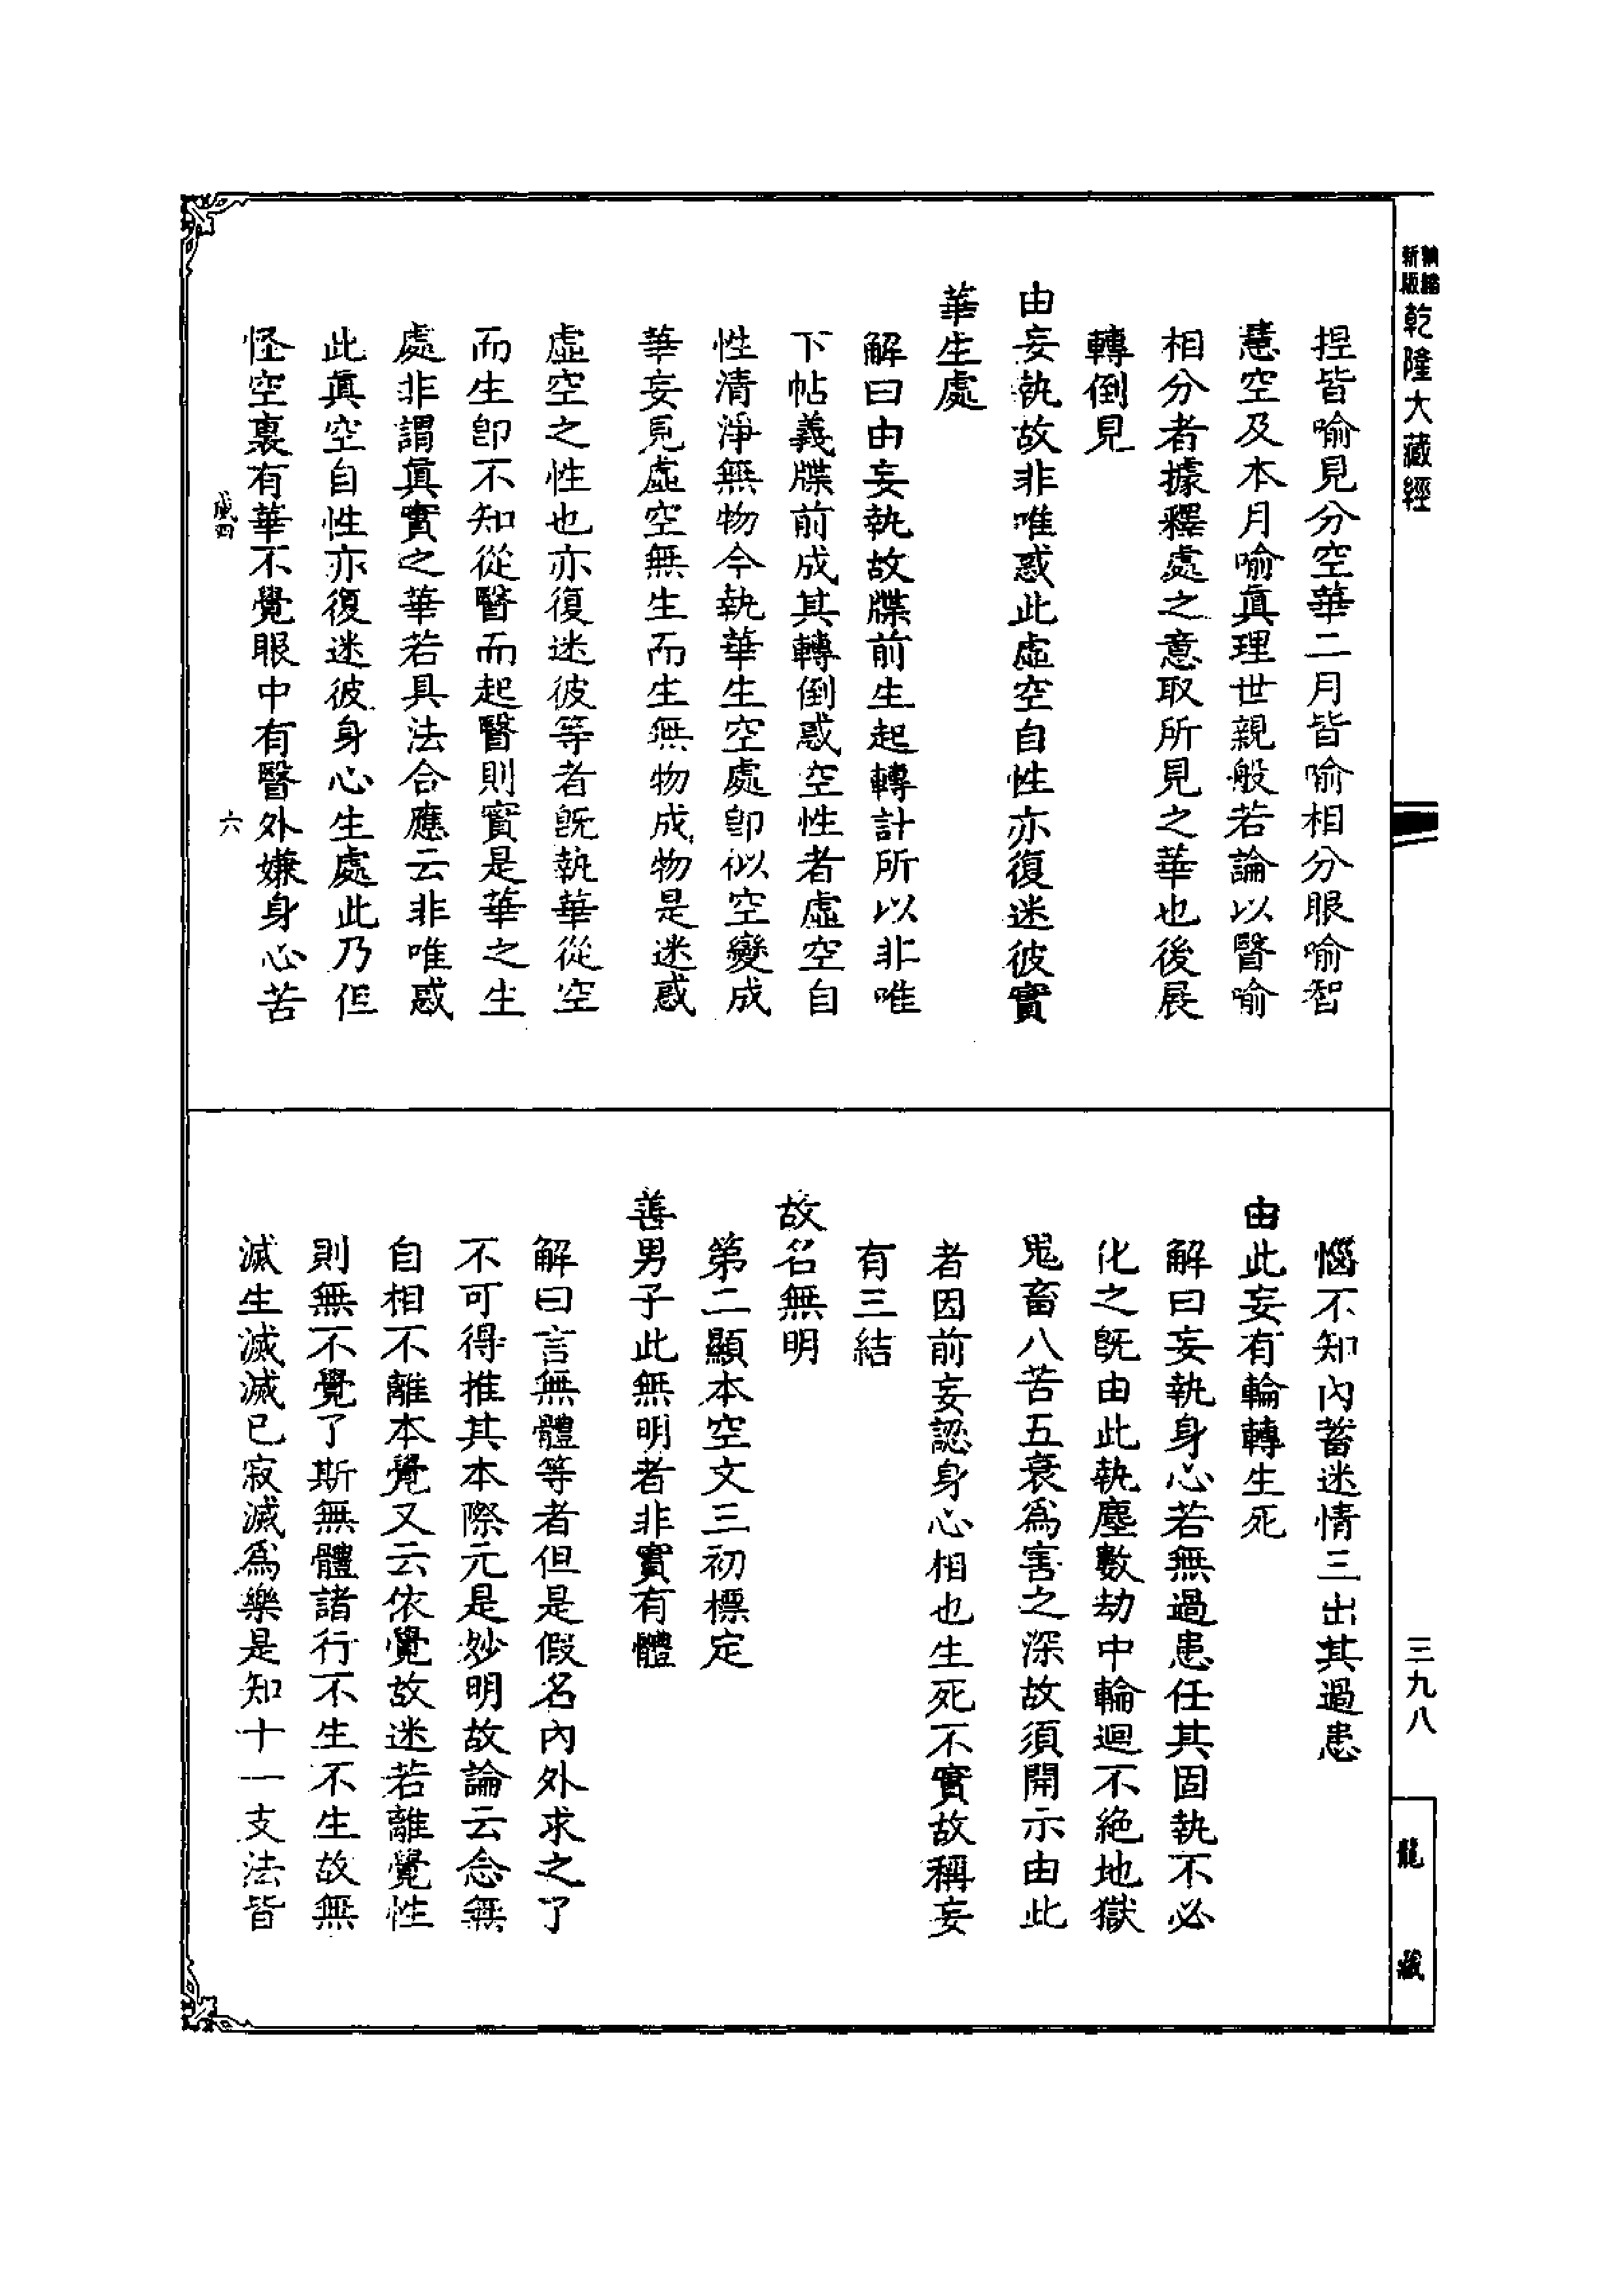 新編
新版
乾隆大藏經
捏皆喻見分空華二月皆喻相分眼喻智
慧空及本月喻眞理世親般若論以瞖喻
相分者據釋處之意取所見之華也後展
轉倒見
由妄執故非唯惑此虛空自性亦復迷彼實
華生處
解曰由妄執故牒前生起轉計所以非唯
下帖義牒前成其轉倒惑空性者虛空自
性清淨無物今執華生空處卽似空變成
華妄見虛空無生而生無物成物是迷惑
虛空之性也亦復迷彼等者旣執華從空
而生卽不知從瞖而起瞖則實是華之生
處非謂眞實之華若具法合應云非唯惑
此眞空自性亦復迷彼身心生處此乃但
怪空裏有華不覺眼中有瞖外嫌身心苦
六
惱不知內蓄迷情三出其過患
由此妄有輪轉生死
解曰妄執身心若無過患任其固執不必
化之旣由此執塵數劫中輪迴不絶地獄
鬼畜八苦五衰爲害之深故須開示由此
者因前妄認身心相也生死不實故稱妄
有三結
故名無明
第二顯本空文三初標定
善男子此無明者非實有體
解曰言無體等者但是假名內外求之了
不可得推其本際元是妙明故論云念無
自相不離本覺又云依覺故迷若離覺性
則無不覺了斯無體諸行不生不生故無
滅生滅滅已寂滅爲樂是知十一支法皆
三九八
龍藏